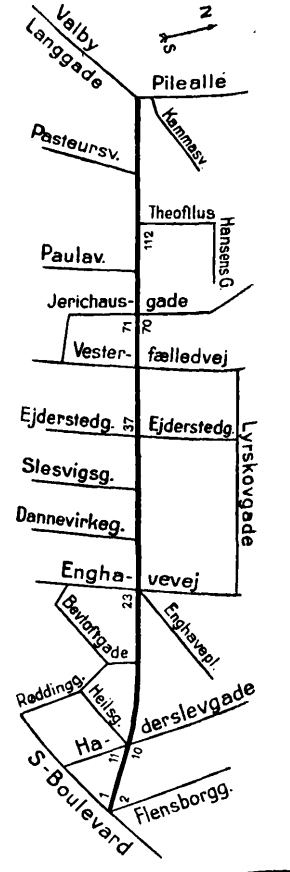 N
S
Valby
Langgade
Pileallé
Kammasv.
Pasteursv.
Theofilus
Hansens G.
112
Paulav.
Jerichaus- gade
71 70
Vester- fælledvej
Ejderstedg. 37 Ejderstedg.
Lyrskovgade
Slesvigsg.
Dannevirkeg.
Engha- vevej
23
Bevtoftgade
Enghavepl.
Røddingg.
Heilsg.
Ha- derslevgade
11 10
S-Boulevard
1 2
Flensborgg.